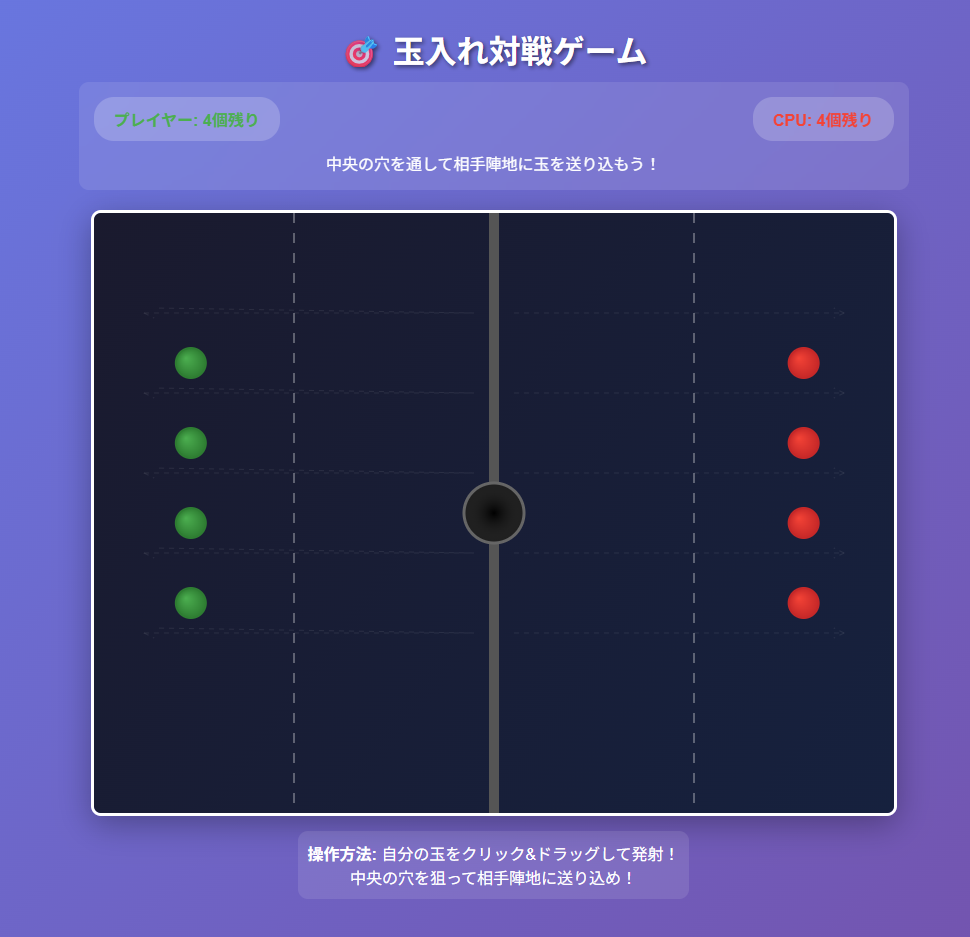 🎯 玉入れ対戦ゲーム
プレイヤー: 4個残り
CPU: 4個残り
中央の穴を通して相手陣地に玉を送り込もう！
操作方法: 自分の玉をクリック&ドラッグして発射！
中央の穴を狙って相手陣地に送り込め！